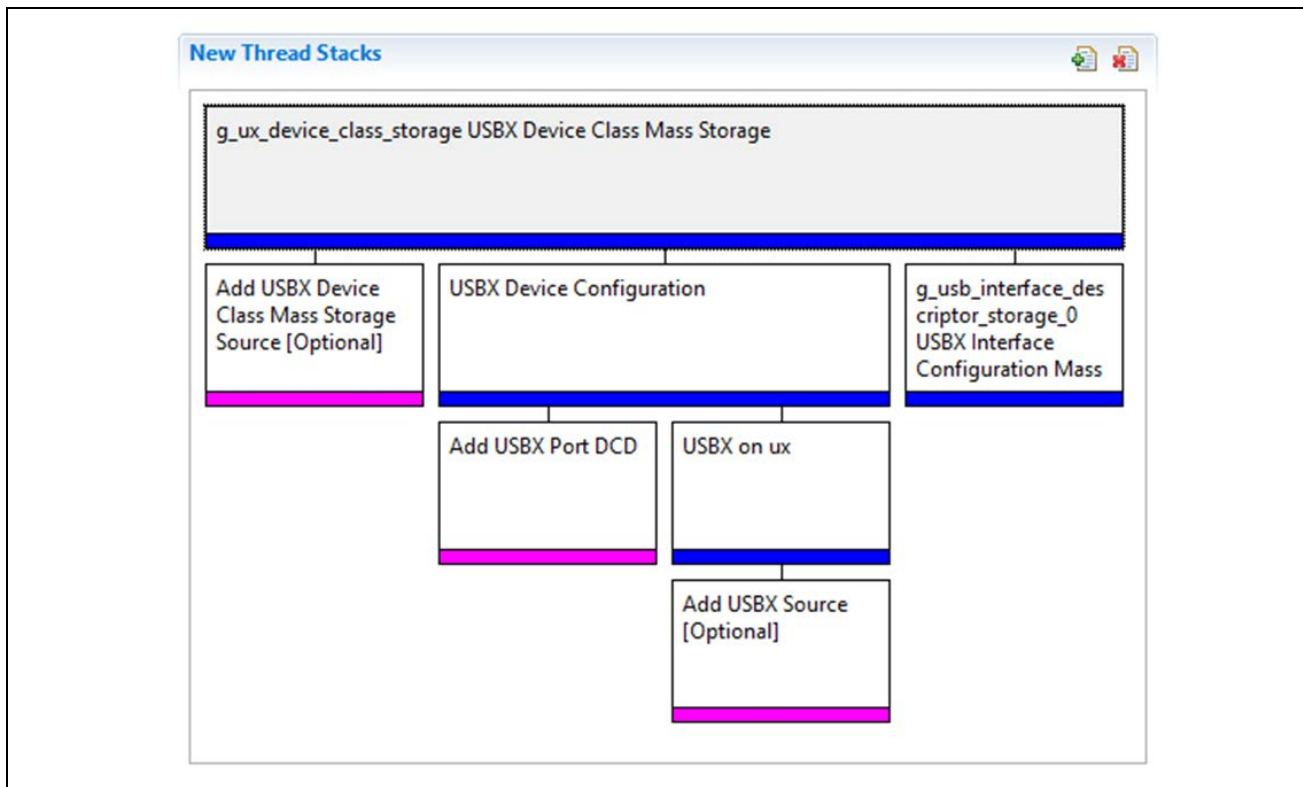 New Thread Stacks
g_ux_device_class_storage USBX Device Class Mass Storage
Add USBX Device
Class Mass Storage
Source [Optional]
USBX Device Configuration
g_usb_interface_des
criptor_storage_0
USBX Interface
Configuration Mass
Add USBX Port DCD
USBX on ux
Add USBX Source
[Optional]